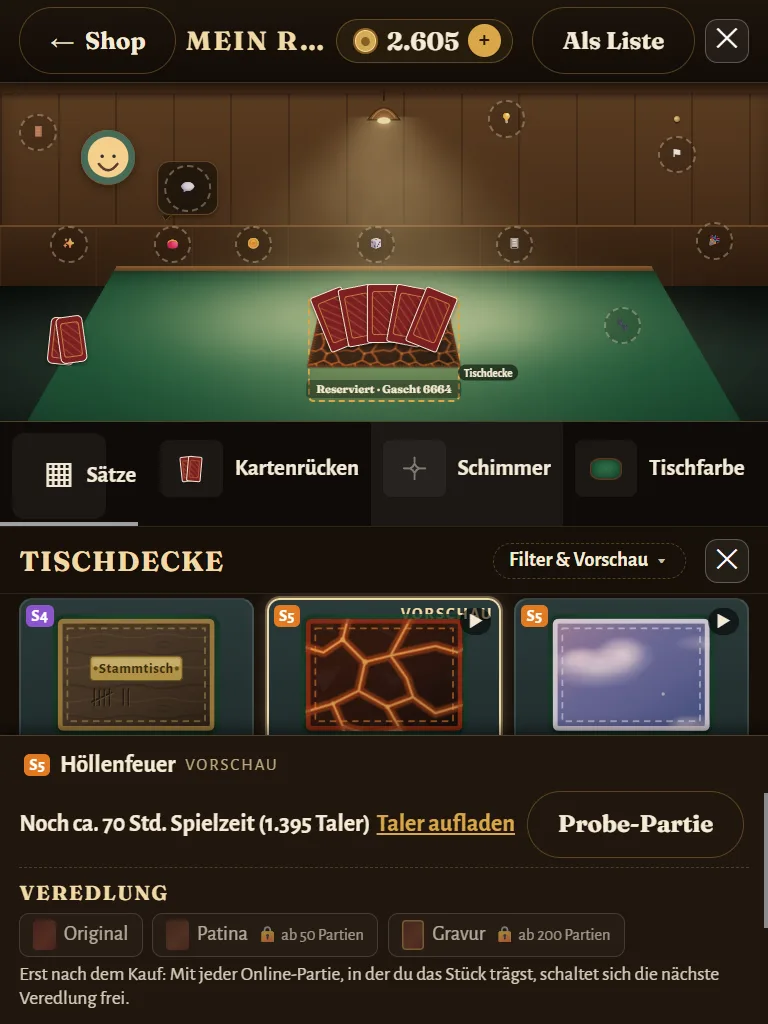 ← Shop
MEIN R...
2.605
+
Als Liste
Tischdecke
Reserviert · Gascht 6664
Sätze
Kartenrücken
Schimmer
Tischfarbe
TISCHDECKE
Filter & Vorschau
S4
Stammtisch
S5
VORSCHAU
S5
S5 Höllenfeuer VORSCHAU
Noch ca. 70 Std. Spielzeit (1.395 Taler) Taler aufladen
Probe-Partie
VEREDLUNG
Original
Patina ab 50 Partien
Gravur ab 200 Partien
Erst nach dem Kauf: Mit jeder Online-Partie, in der du das Stück trägst, schaltet sich die nächste
Veredlung frei.